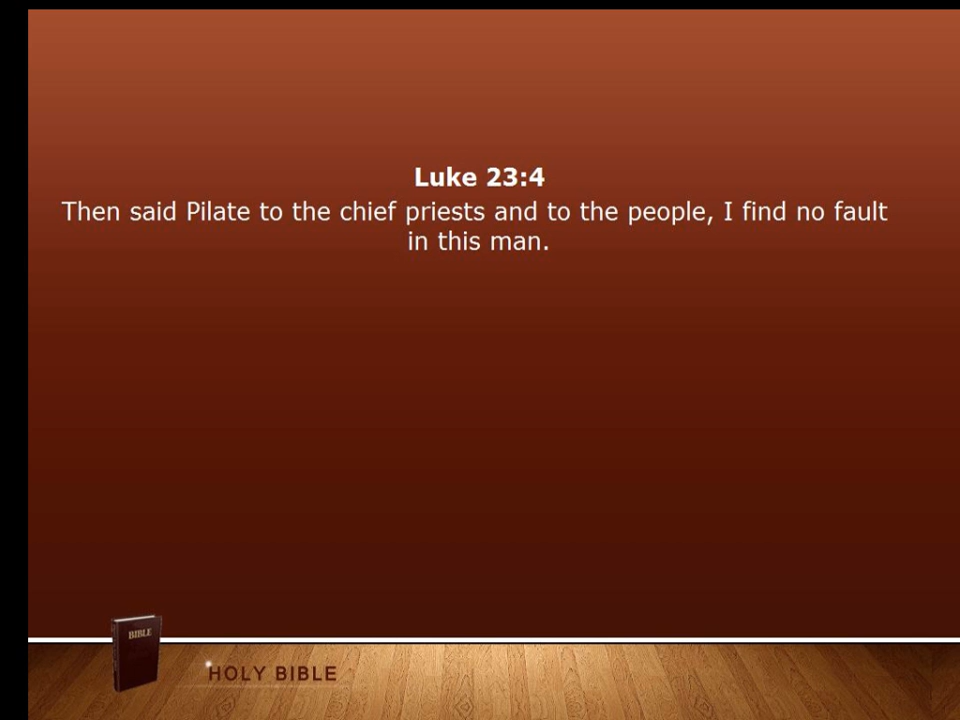 Luke 23:4
Then said Pilate to the chief priests and to the people, I find no fault
in this man.
BIBLE
HOLY BIBLE